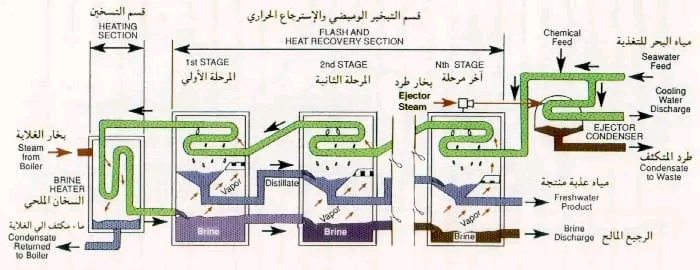 قسم التسخين
HEATING
SECTION
قسم التبخير الوميضي والإسترجاع الحراري
FLASH AND
HEAT RECOVERY SECTION
1st STAGE
المرحلة الأولي
2nd STAGE
المرحلة الثانية
Nth STAGE
آخر مرحلة
بخار طرد
Ejector
Steam
Chemical
Feed
مياه البحر للتغذية
Seawater
Feed
Cooling
Water
Discharge
EJECTOR
CONDENSER
طرد المتكثف
Condensate
to Waste
بخار الغلاية
Steam
from
Boiler
BRINE
HEATER
السخان الملحي
ماء مكثف الي الغلاية
Condensate
Returned
to Boiler
Vapor
Distillate
Vapor
Vapor
Brine
Brine
Brine
مياه عذبة منتجة
Freshwater
Product
Brine
Discharge
الرجيع المالح